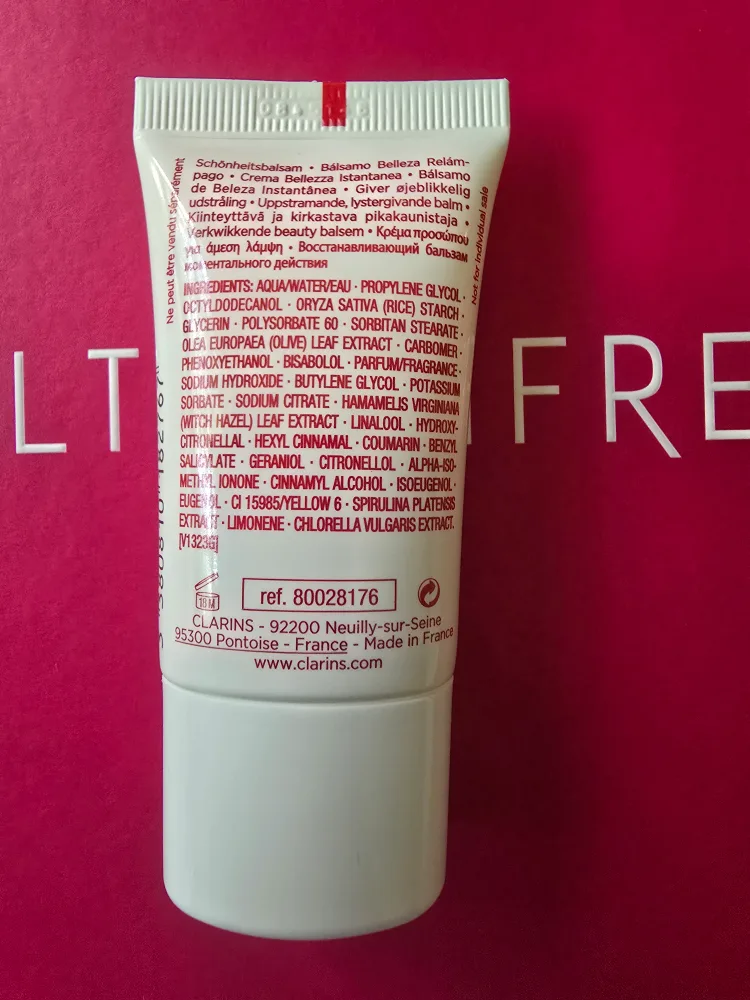 Schönheitsbalsam • Bálsamo Belleza Relám-
pago • Crema Bellezza Istantanea • Bálsamo
de Beleza Instantânea • Giver øjeblikkelig
udstråling • Uppstramande, lystergivande balm •
Kiinteyttävä ja kirkastava pikakaunistaja •
Verkwikkende beauty balsem • Κρέμα προσώπου
για άμεση λάμψη • Восстанавливающий бальзам
моментального действия
INGREDIENTS: AQUA/WATER/EAU · PROPYLENE GLYCOL ·
OCTYLDODECANOL · ORYZA SATIVA (RICE) STARCH ·
GLYCERIN · POLYSORBATE 60 · SORBITAN STEARATE ·
OLEA EUROPAEA (OLIVE) LEAF EXTRACT · CARBOMER ·
PHENOXYETHANOL · BISABOLOL · PARFUM/FRAGRANCE ·
SODIUM HYDROXIDE · BUTYLENE GLYCOL · POTASSIUM
SORBATE · SODIUM CITRATE · HAMAMELIS VIRGINIANA
(WITCH HAZEL) LEAF EXTRACT · LINALOOL · HYDROXY-
CITRONELLAL · HEXYL CINNAMAL · COUMARIN · BENZYL
SALICYLATE · GERANIOL · CITRONELLOL · ALPHA-ISO-
METHYL IONONE · CINNAMYL ALCOHOL · ISOEUGENOL ·
EUGENOL · CI 15985/YELLOW 6 · SPIRULINA PLATENSIS
EXTRACT · LIMONENE · CHLORELLA VULGARIS EXTRACT.
[V1323G]
Ne peut être vendu séparément
Not for individual sale
18 M
ref. 80028176
CLARINS - 92200 Neuilly-sur-Seine
95300 Pontoise - France - Made in France
www.clarins.com
LT
FRE